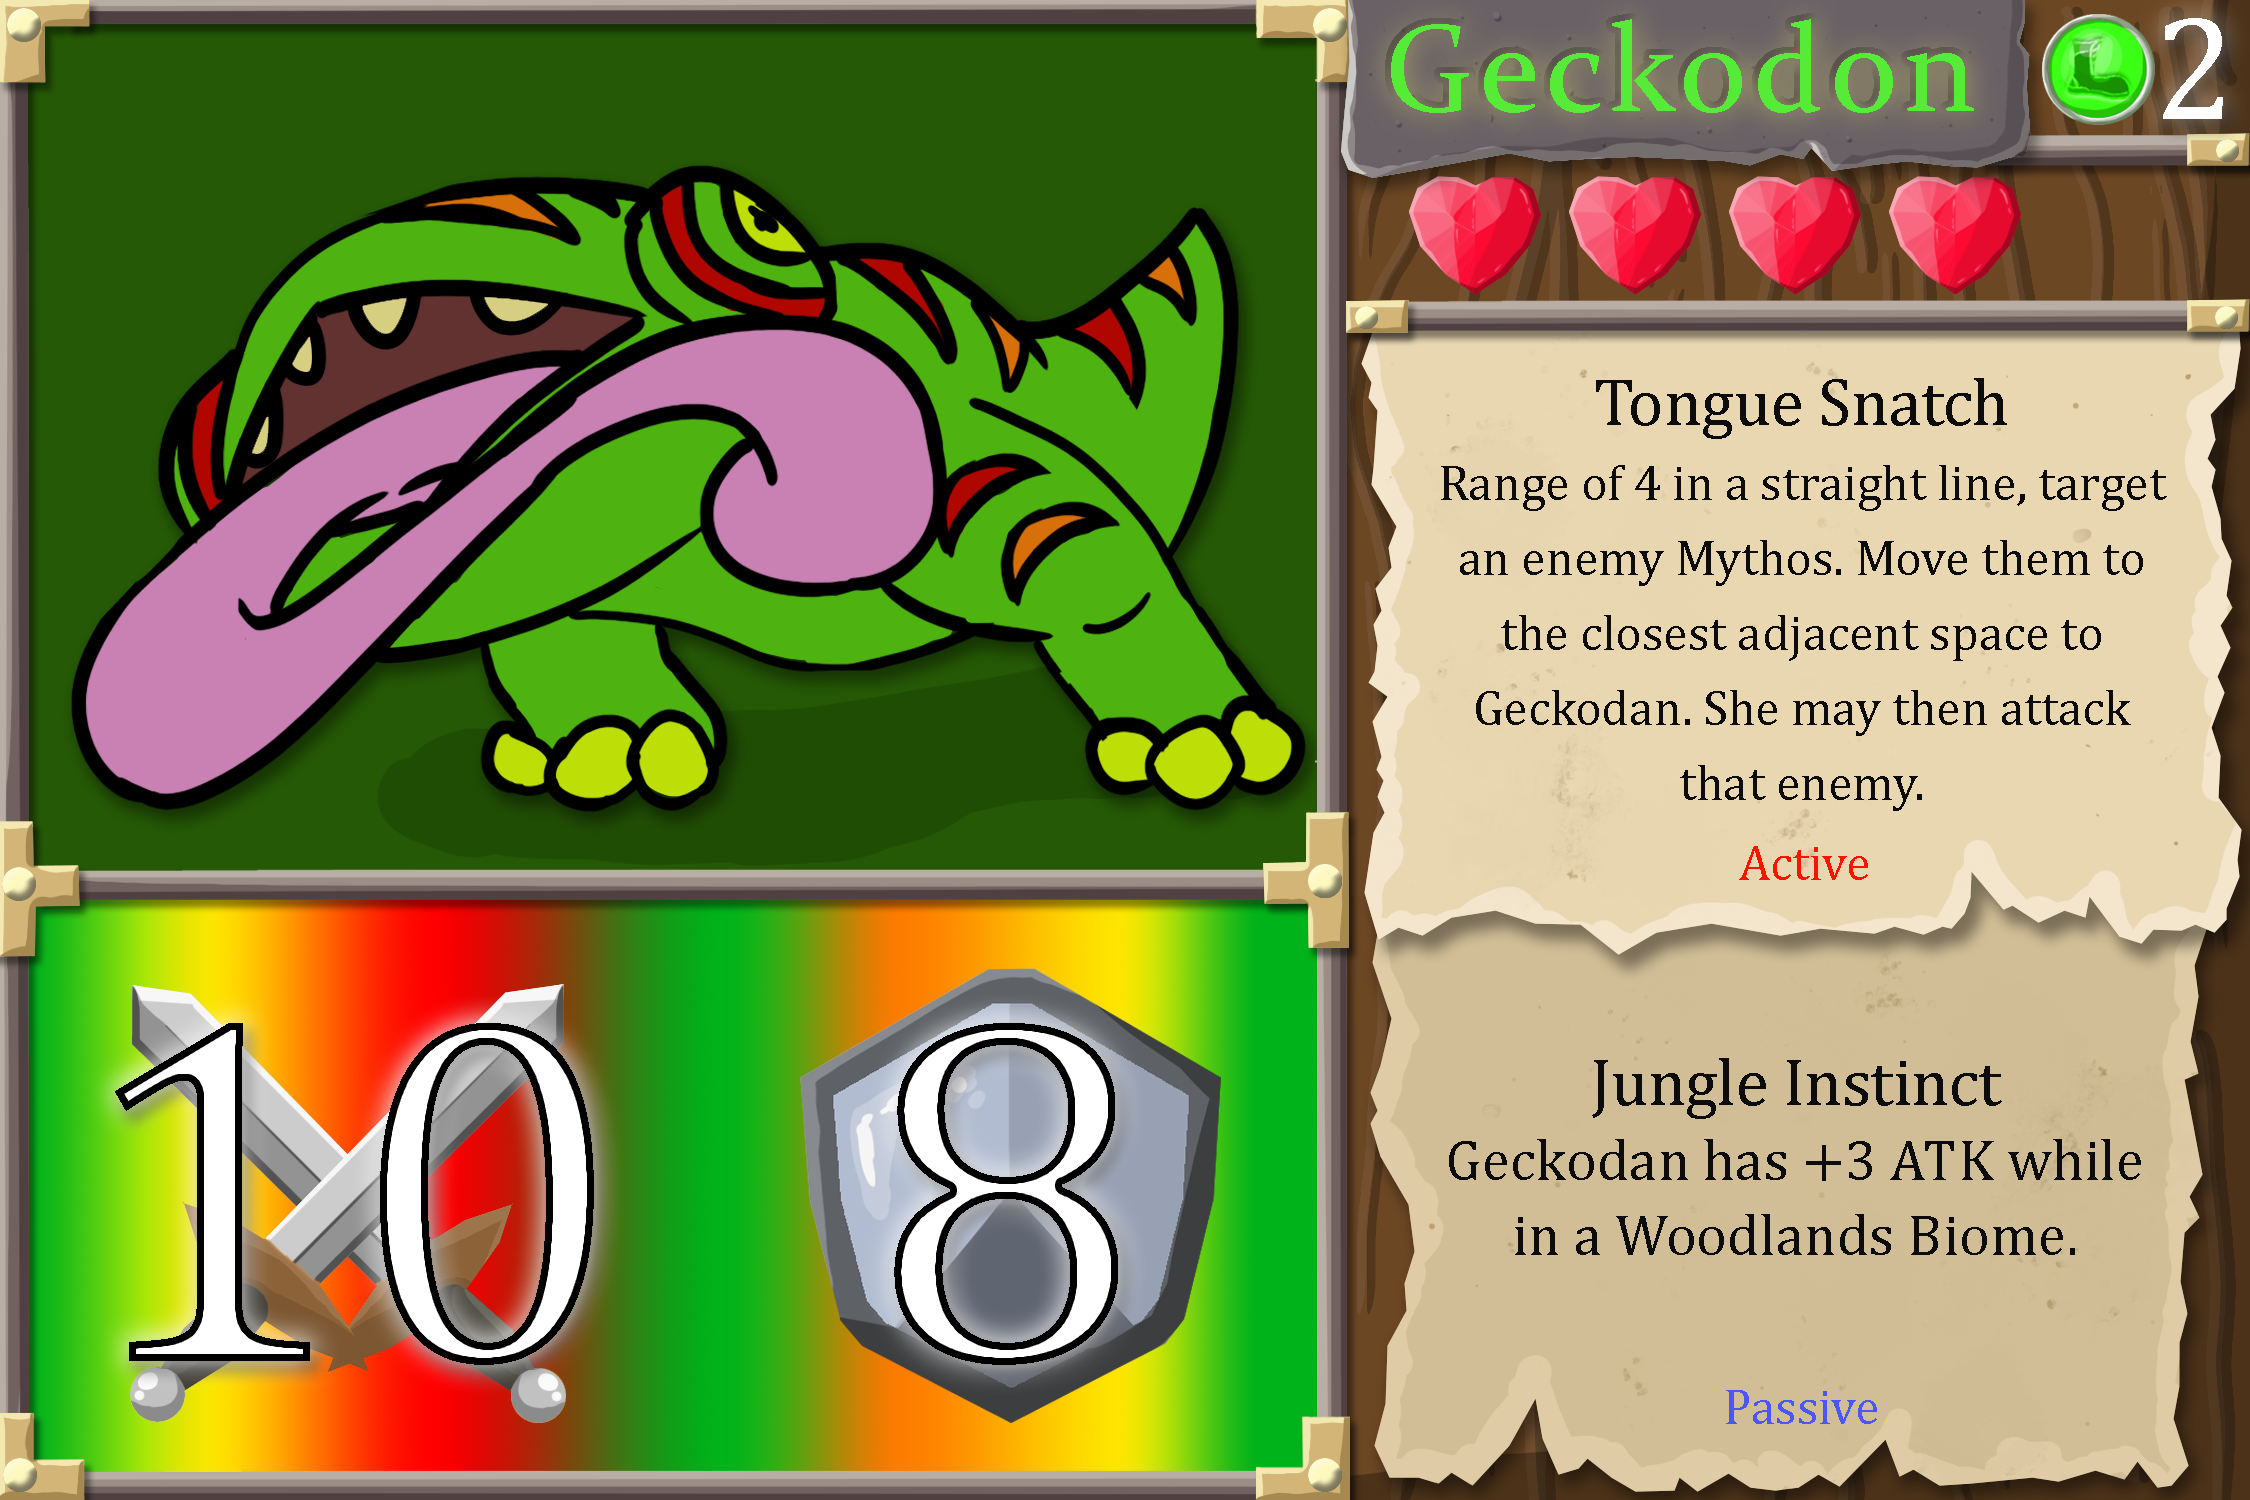 Geckodon
2
Tongue Snatch
Range of 4 in a straight line, target
an enemy Mythos. Move them to
the closest adjacent space to
Geckodan. She may then attack
that enemy.
Active
10
8
Jungle Instinct
Geckodan has +3 ATK while
in a Woodlands Biome.
Passive